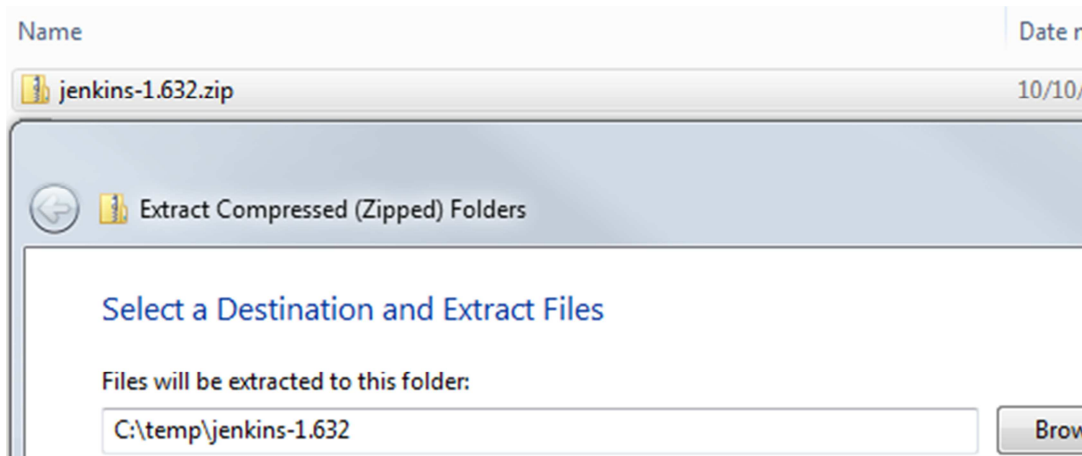 Name Date
jenkins-1.632.zip 10/10/
Extract Compressed (Zipped) Folders
Select a Destination and Extract Files
Files will be extracted to this folder:
C:\temp\jenkins-1.632 Brow